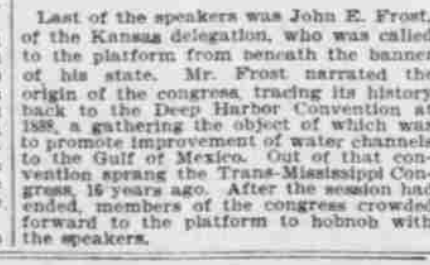 Last of the speakers was John E. Frost,
of the Kansas delegation, who was called
to the platform from beneath the banner
of his state. Mr. Frost narrated the
origin of the congress, tracing its history
back to the Deep Harbor Convention at
1888, a gathering the object of which was
to promote improvement of water channels
to the Gulf of Mexico. Out of that con-
vention sprang the Trans-Mississippi Con-
gress, 16 years ago. After the session had
ended, members of the congress crowded
forward to the platform to hobnob with
the speakers.